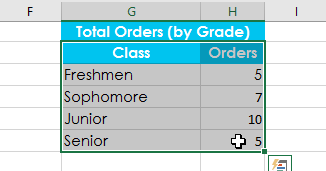 F G H I
Total Orders (by Grade)
Class Orders
Freshmen 5
Sophomore 7
Junior 10
Senior 5